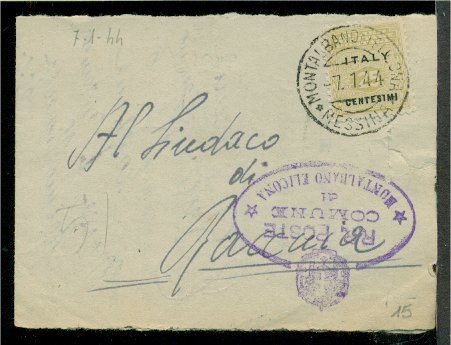 7-1-44
MONTALBANO ELICONA
ITALY
7.1.44
CENTESIMI
* MESSINA *
Al Sindaco
di
R. POSTE
COMUNE
di
* MONTALBANO ELICONA *
15